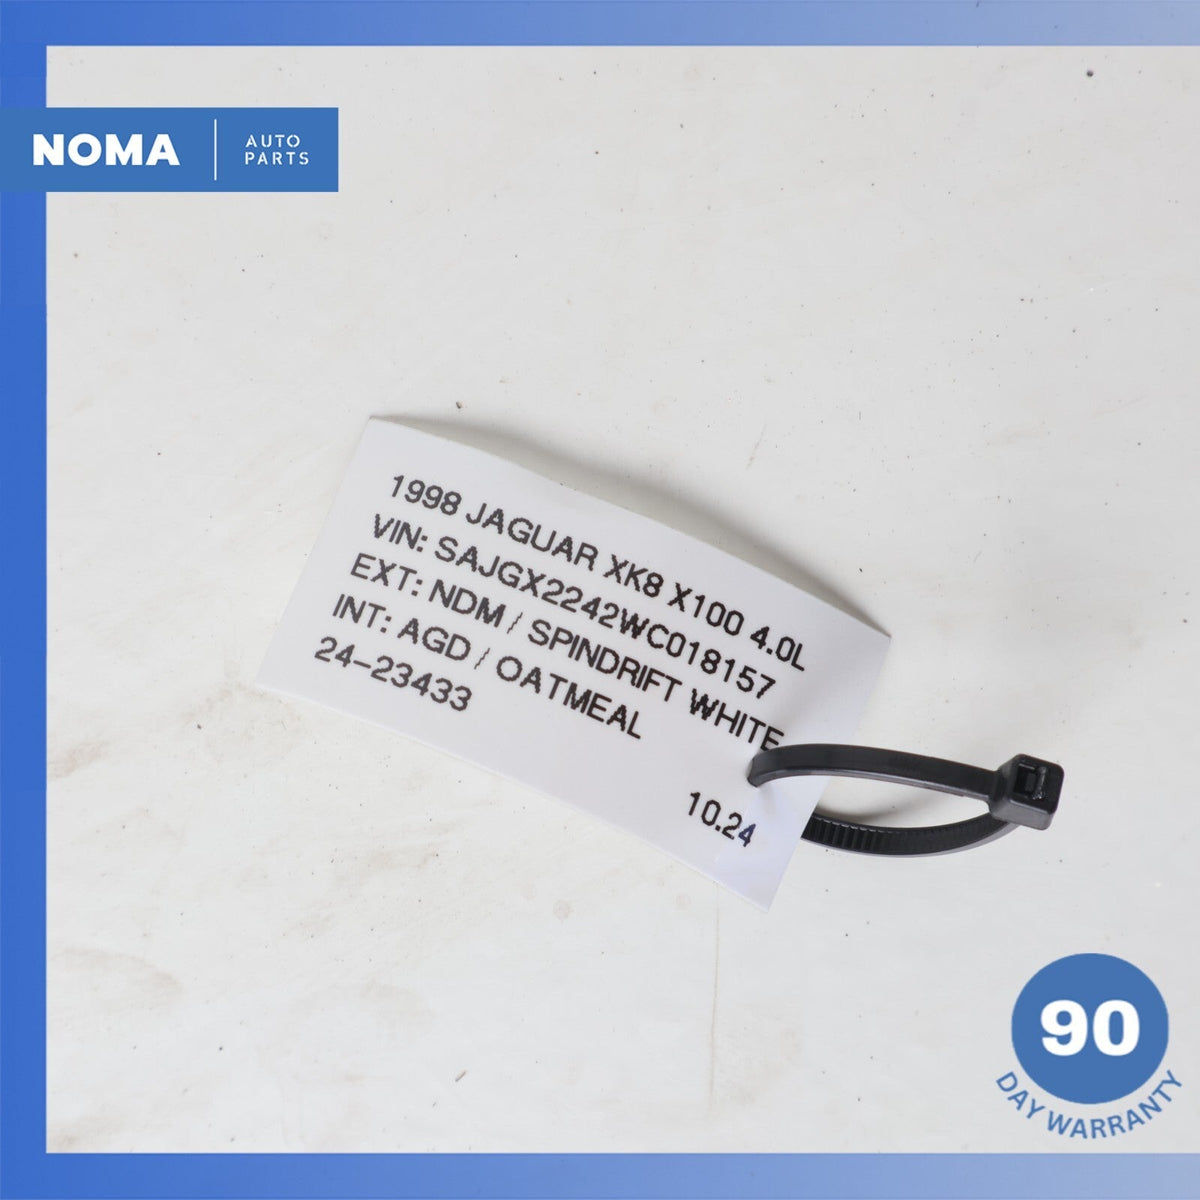 NOMA
AUTO
PARTS
1998 JAGUAR XK8 X100 4.0L
VIN: SAJGX2242WC018157
EXT: NDM / SPINDRIFT WHITE
INT: AGD / OATMEAL
24-23433
10.24
90
DAY WARRANTY